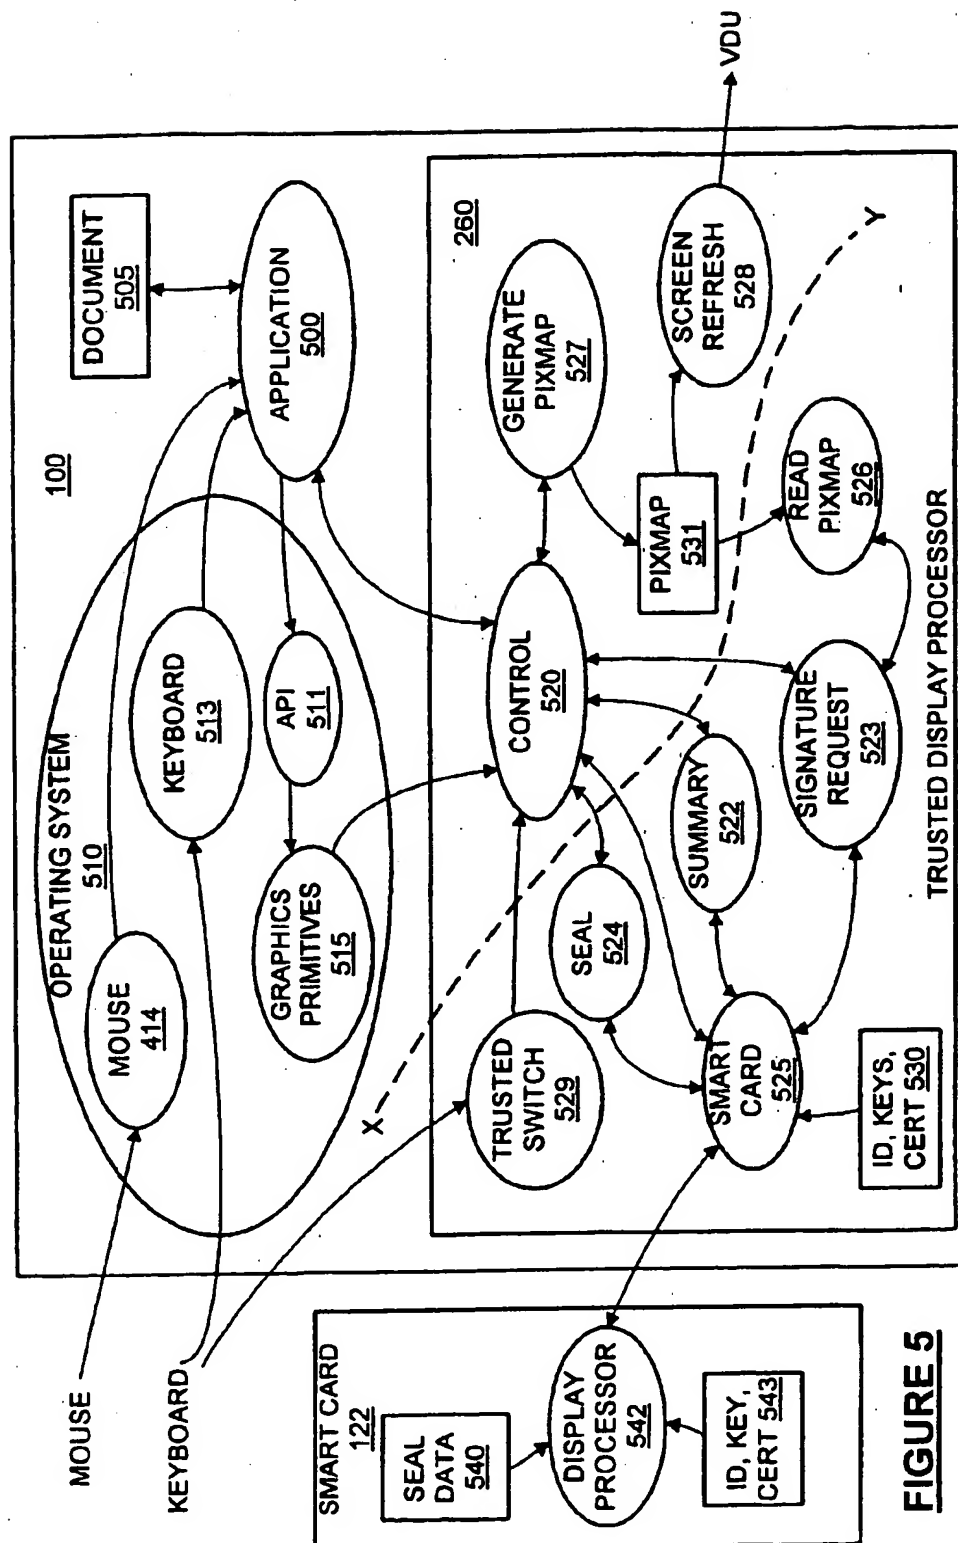 MOUSE
KEYBOARD
OPERATING SYSTEM
510
100
MOUSE
414
KEYBOARD
513
API
511
GRAPHICS
PRIMITIVES
515
DOCUMENT
505
APPLICATION
500
X
260
TRUSTED
SWITCH
529
CONTROL
520
GENERATE
PIXMAP
527
SEAL
524
PIXMAP
531
SCREEN
REFRESH
528
VDU
SUMMARY
522
SMART
CARD
525
SIGNATURE
REQUEST
523
READ
PIXMAP
526
Y
ID, KEYS,
CERT 530
TRUSTED DISPLAY PROCESSOR
SMART CARD
122
SEAL
DATA
540
DISPLAY
PROCESSOR
542
ID, KEY,
CERT 543
FIGURE 5